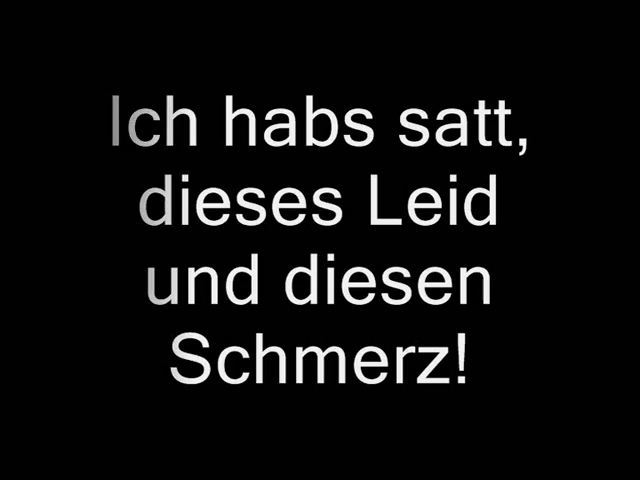 Ich habs satt,
dieses Leid
und diesen
Schmerz!